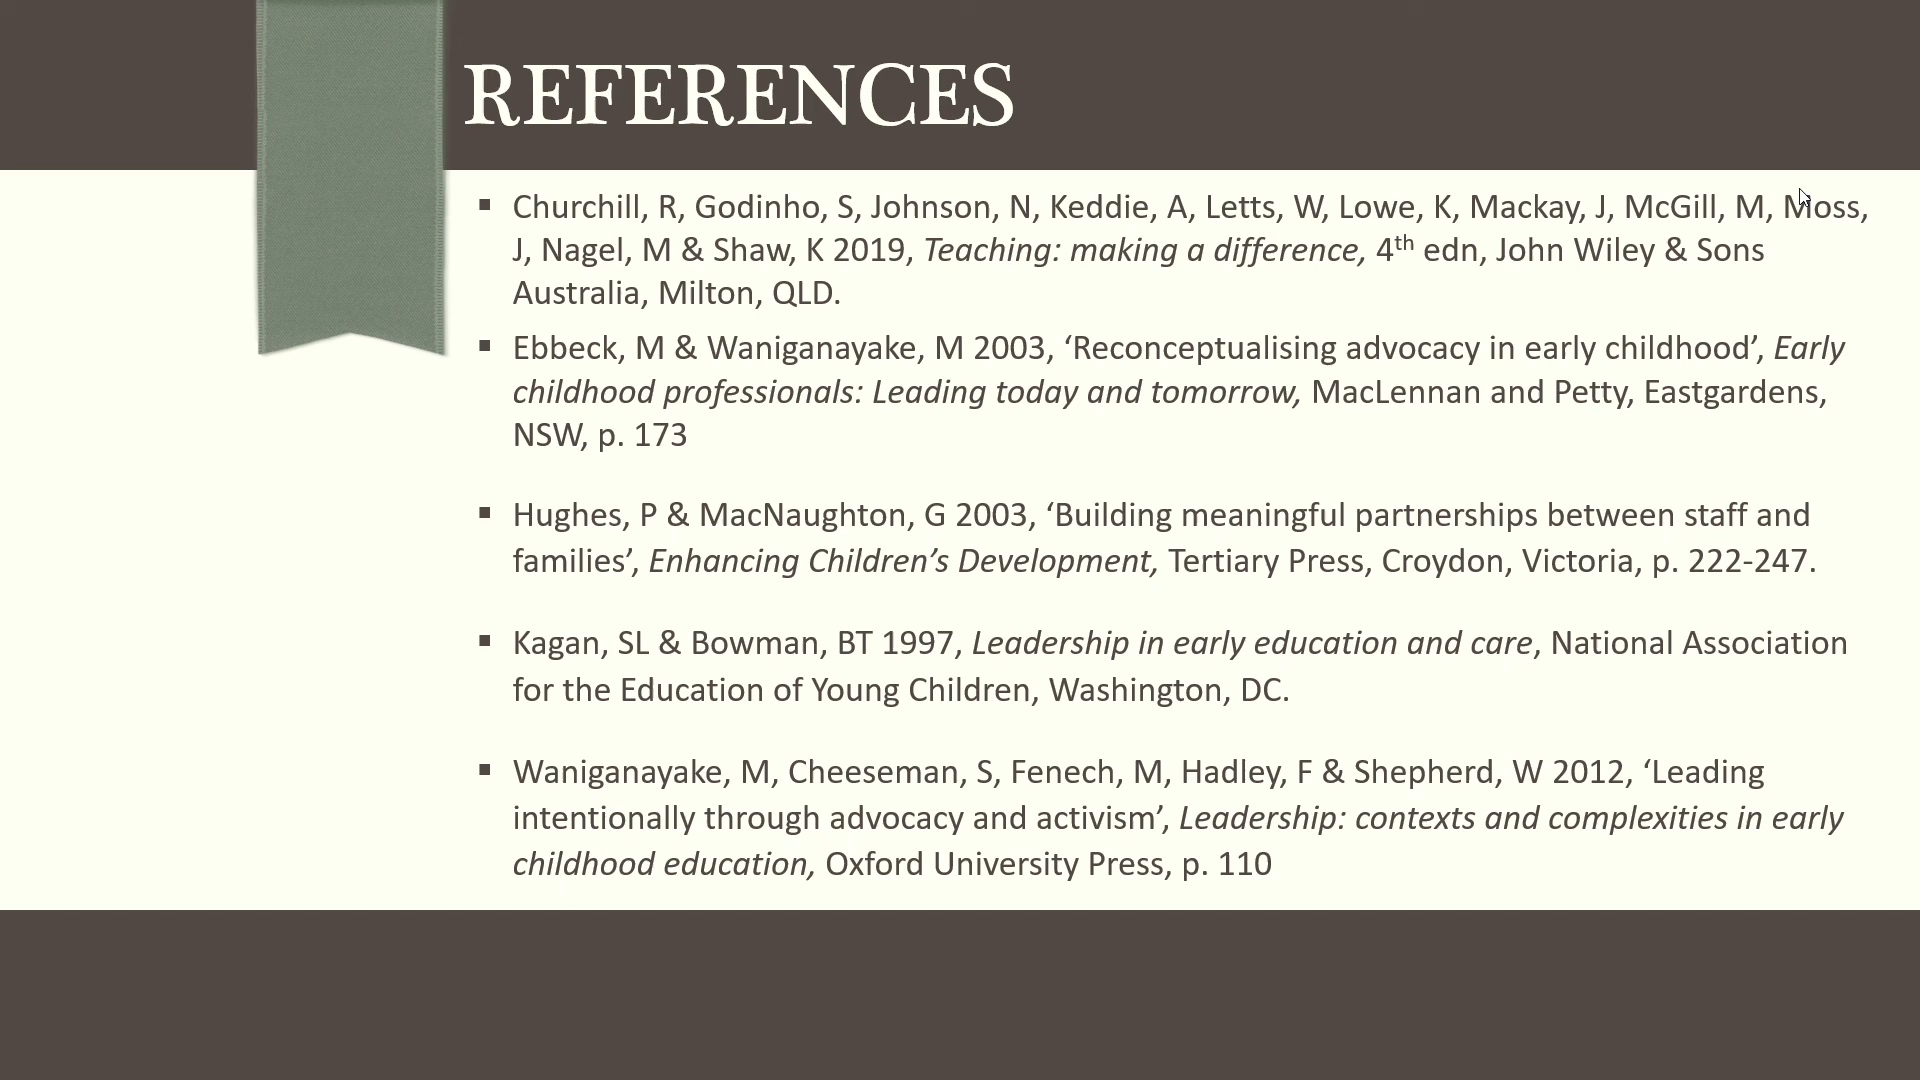 REFERENCES
▪ Churchill, R, Godinho, S, Johnson, N, Keddie, A, Letts, W, Lowe, K, Mackay, J, McGill, M, Moss,
J, Nagel, M & Shaw, K 2019, Teaching: making a difference, 4th edn, John Wiley & Sons
Australia, Milton, QLD.
▪ Ebbeck, M & Waniganayake, M 2003, ‘Reconceptualising advocacy in early childhood’, Early
childhood professionals: Leading today and tomorrow, MacLennan and Petty, Eastgardens,
NSW, p. 173
▪ Hughes, P & MacNaughton, G 2003, ‘Building meaningful partnerships between staff and
families’, Enhancing Children’s Development, Tertiary Press, Croydon, Victoria, p. 222-247.
▪ Kagan, SL & Bowman, BT 1997, Leadership in early education and care, National Association
for the Education of Young Children, Washington, DC.
▪ Waniganayake, M, Cheeseman, S, Fenech, M, Hadley, F & Shepherd, W 2012, ‘Leading
intentionally through advocacy and activism’, Leadership: contexts and complexities in early
childhood education, Oxford University Press, p. 110